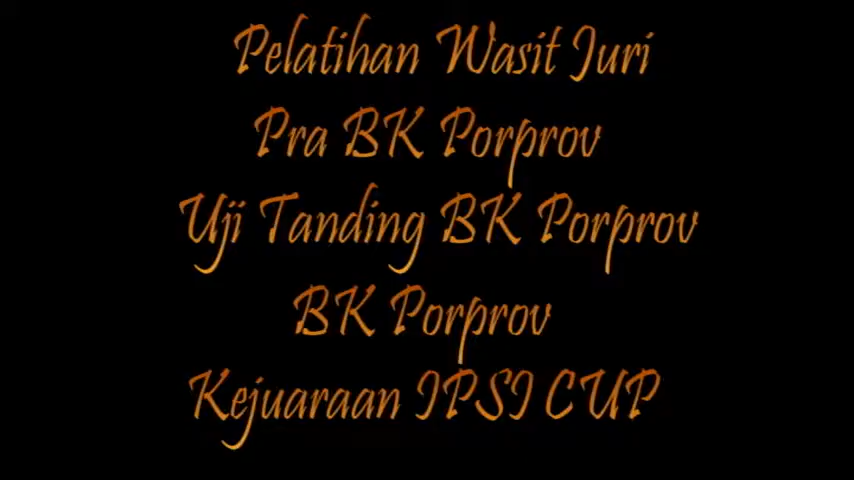 Pelatihan Wasit Juri
Pra BK Porprov
Uji Tanding BK Porprov
BK Porprov
Kejuaraan IPSI CUP